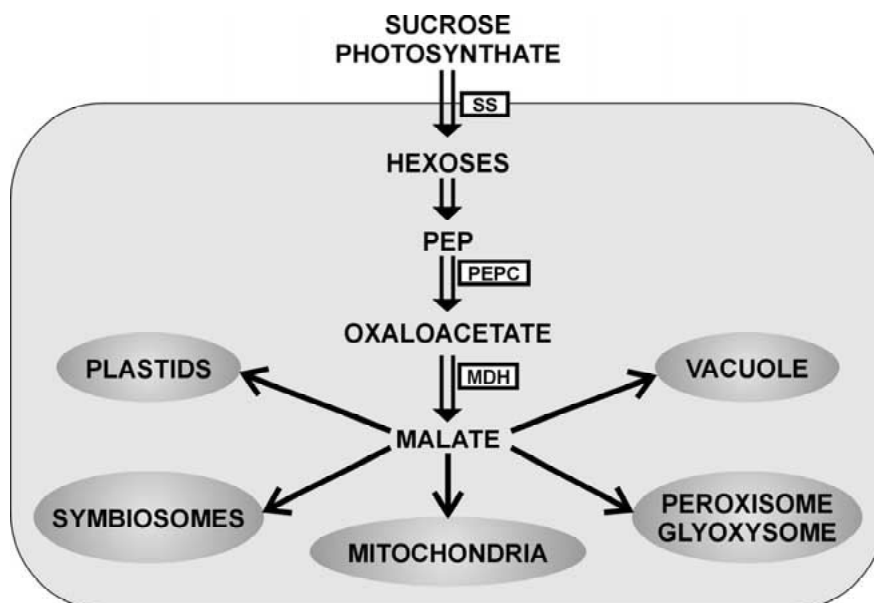 SUCROSE
PHOTOSYNTHATE
SS
HEXOSES
PEP
PEPC
OXALOACETATE
PLASTIDS
MDH
VACUOLE
MALATE
SYMBIOSOMES
MITOCHONDRIA
PEROXISOME
GLYOXYSOME